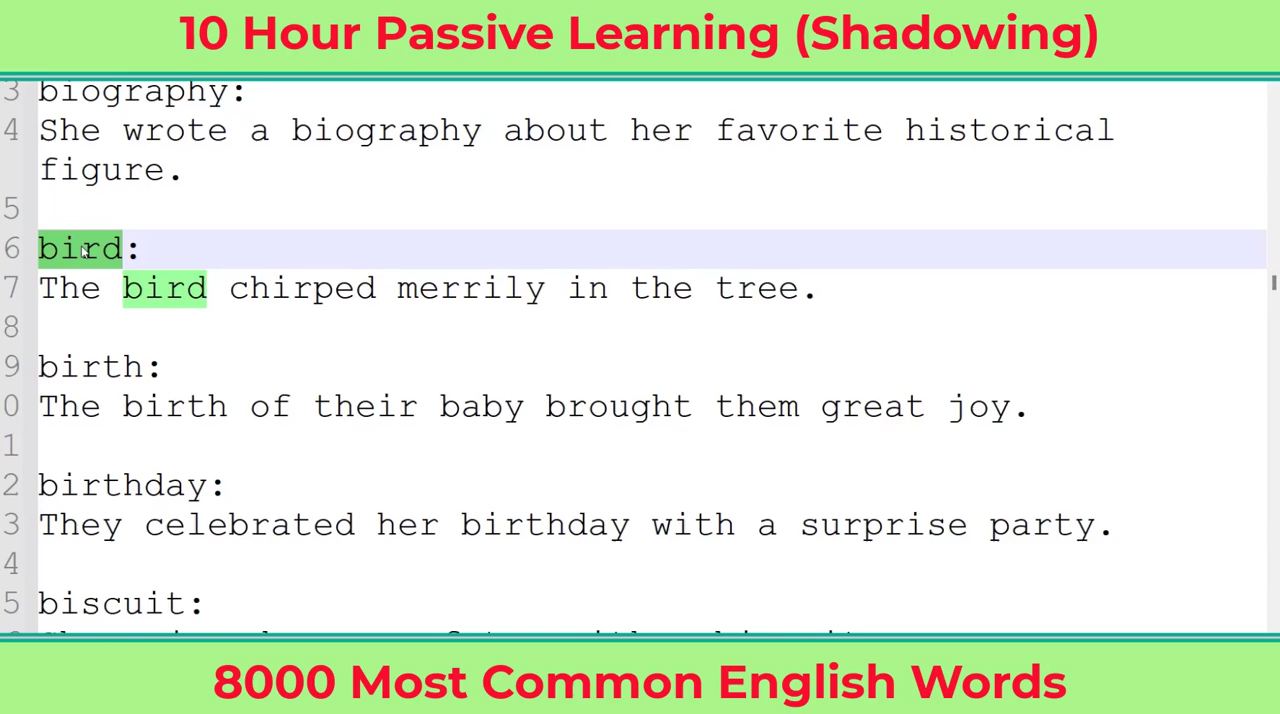 10 Hour Passive Learning (Shadowing)
3 biography:
4 She wrote a biography about her favorite historical
figure.
5
6 bird:
7 The bird chirped merrily in the tree.
8
9 birth:
0 The birth of their baby brought them great joy.
1
2 birthday:
3 They celebrated her birthday with a surprise party.
4
5 biscuit:
8000 Most Common English Words